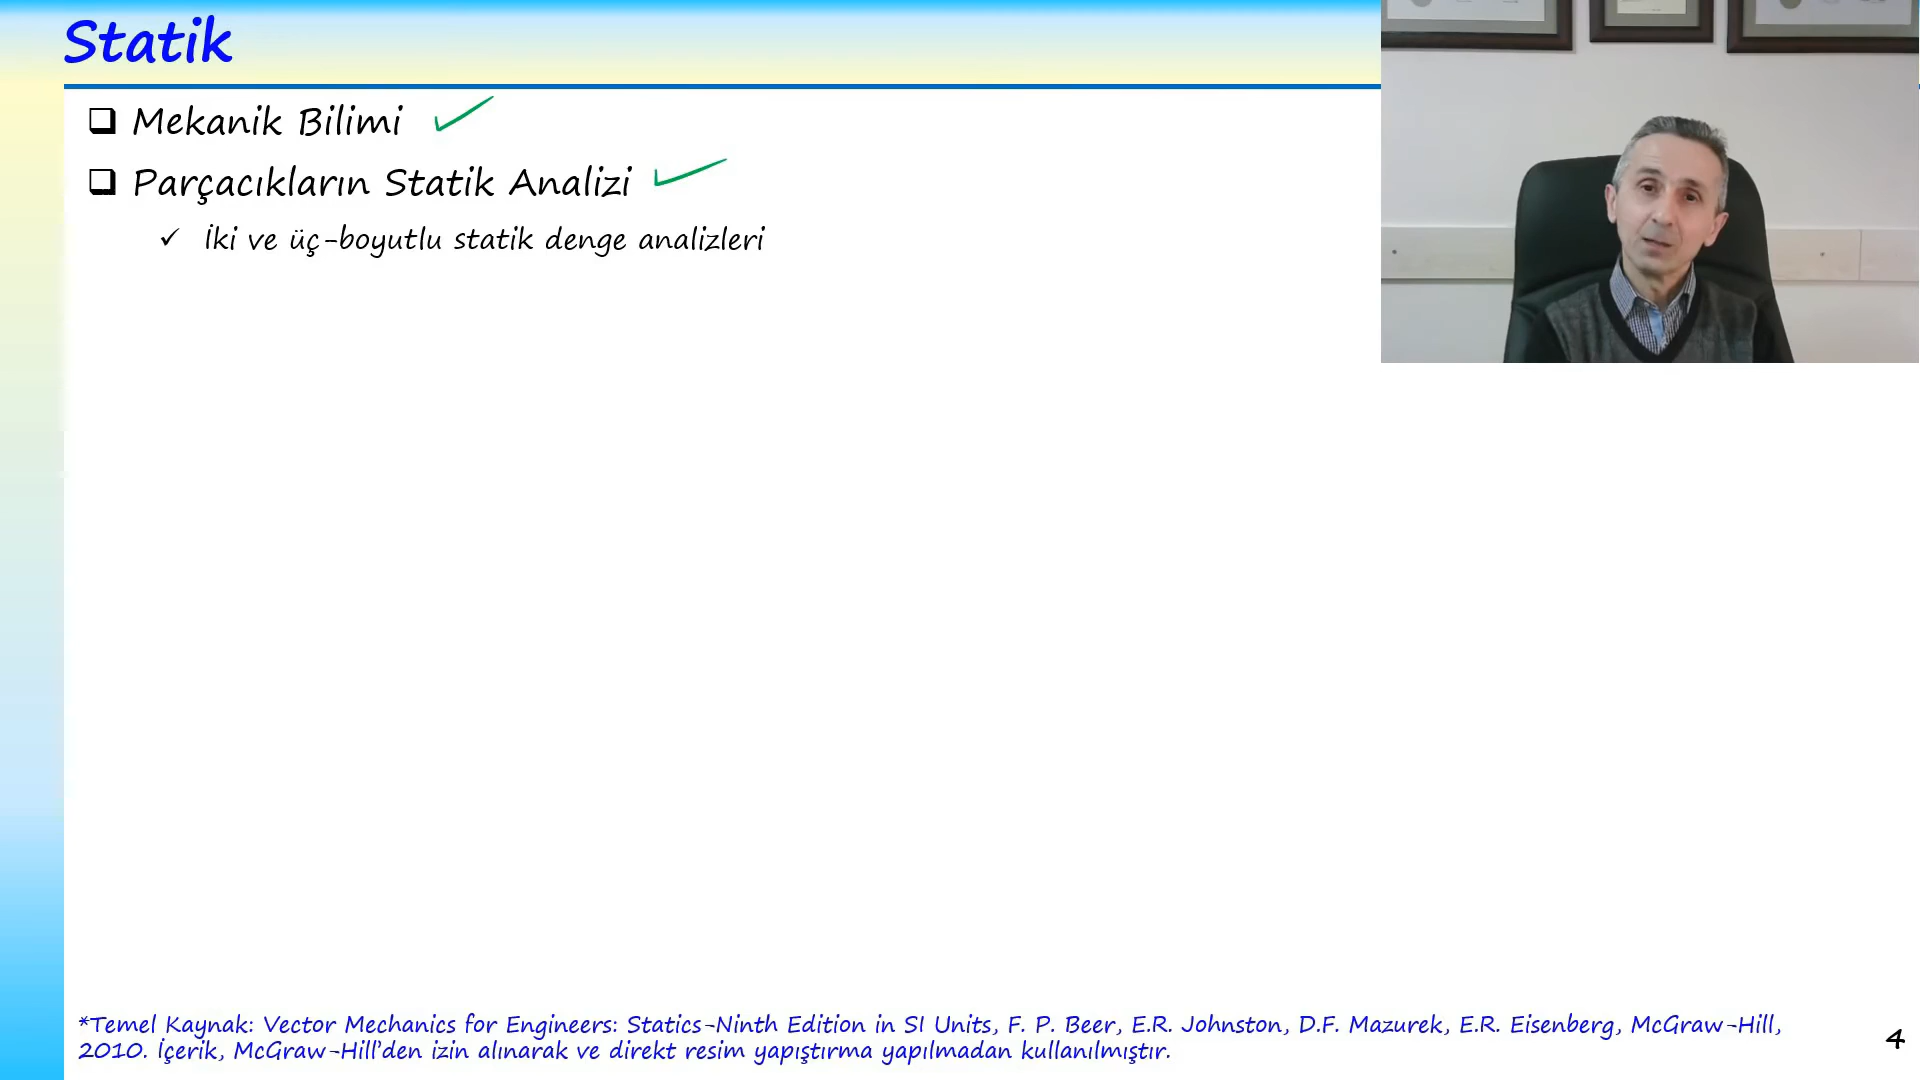 Statik
Mekanik Bilimi
Parçacıkların Statik Analizi
İki ve üç-boyutlu statik denge analizleri
*Temel Kaynak: Vector Mechanics for Engineers: Statics-Ninth Edition in SI Units, F. P. Beer, E.R. Johnston, D.F. Mazurek, E.R. Eisenberg, McGraw-Hill,
2010. İçerik, McGraw-Hill'den izin alınarak ve direkt resim yapıştırma yapılmadan kullanılmıştır.
4